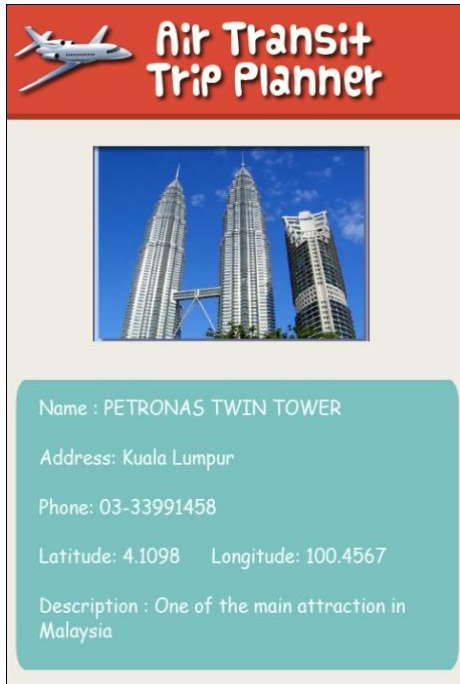 Air Transit
Trip Planner
Name : PETRONAS TWIN TOWER
Address: Kuala Lumpur
Phone: 03-33991458
Latitude: 4.1098 Longitude: 100.4567
Description : One of the main attraction in
Malaysia